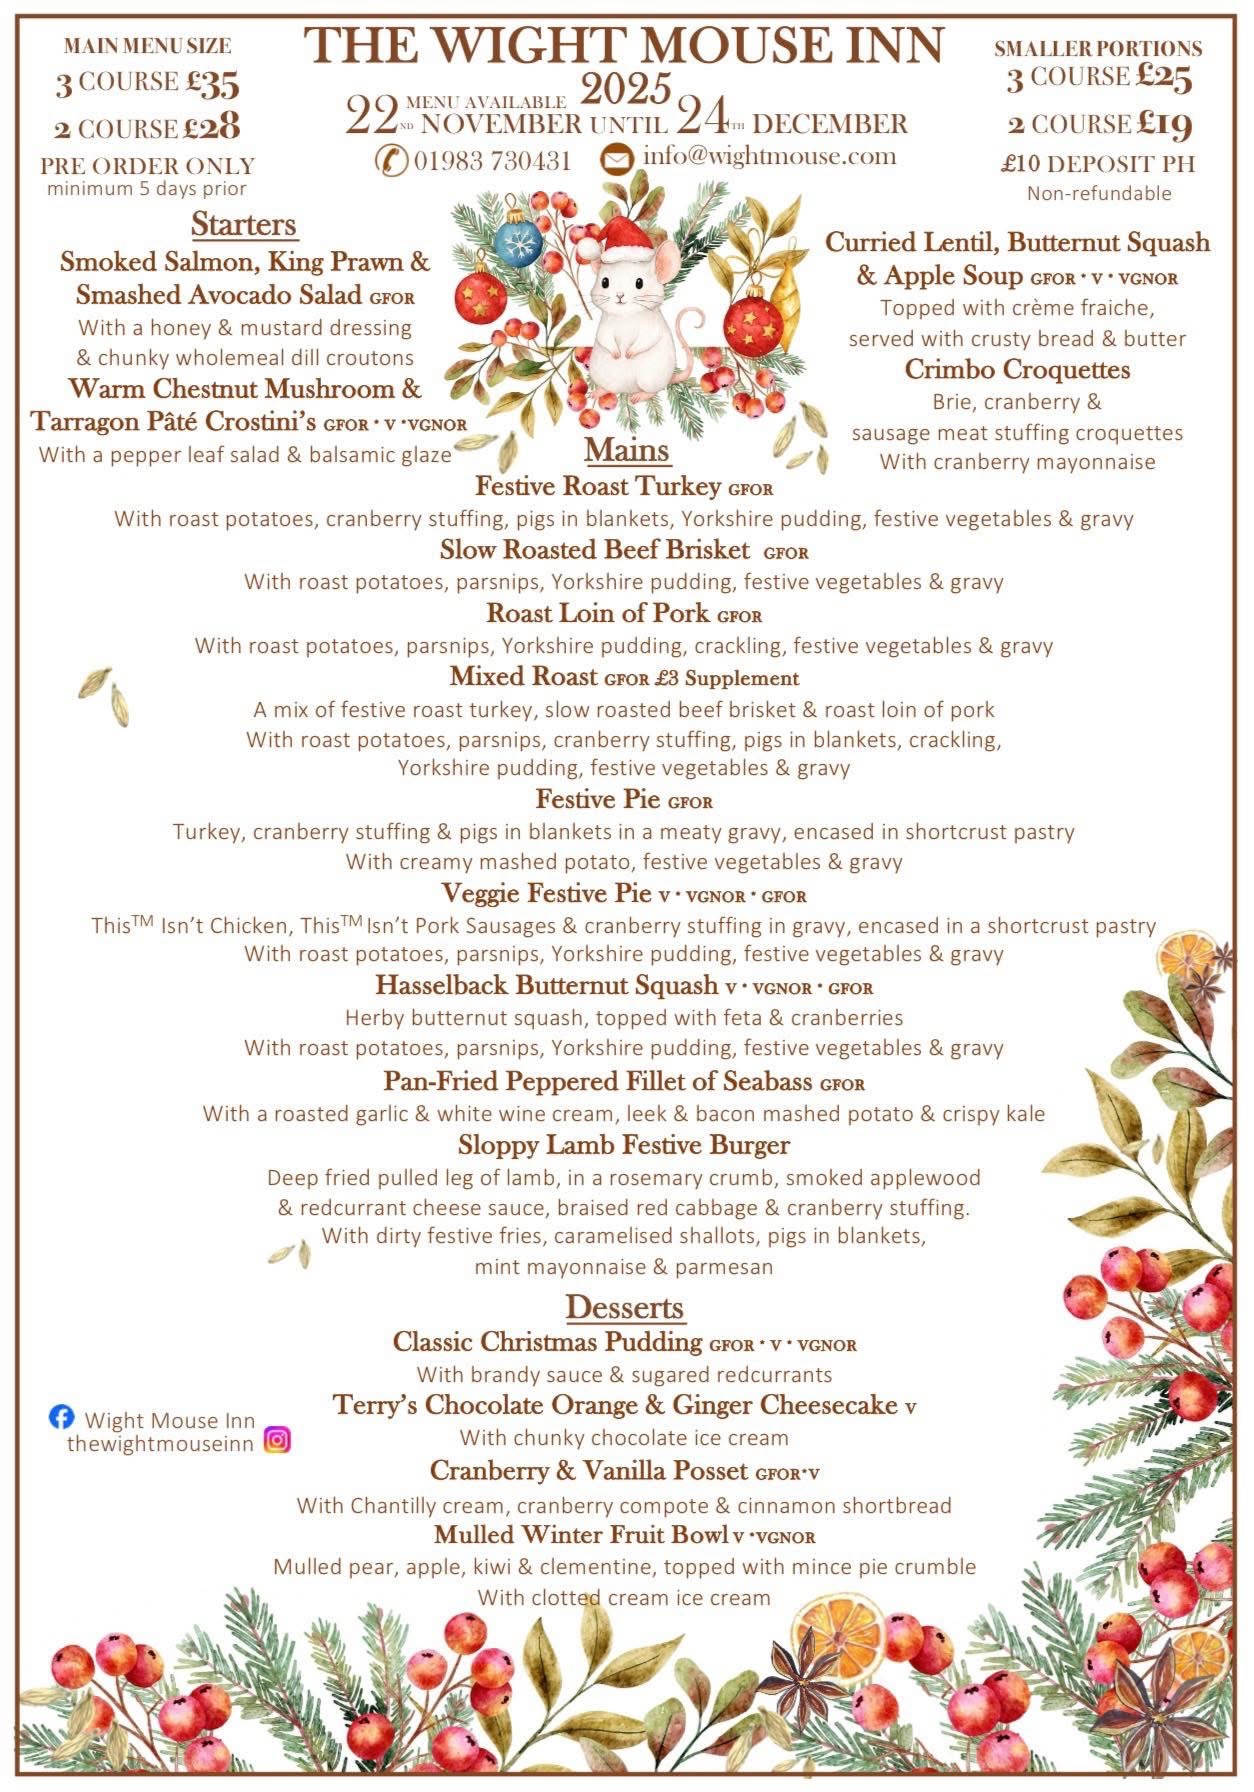 MAIN MENU SIZE
3 COURSE £35
2 COURSE £28
PRE ORDER ONLY
minimum 5 days prior
THE WIGHT MOUSE INN
2025
MENU AVAILABLE
22ND NOVEMBER UNTIL 24TH DECEMBER
01983 730431 info@wightmouse.com
SMALLER PORTIONS
3 COURSE £25
2 COURSE £19
£10 DEPOSIT PH
Non-refundable
Starters
Smoked Salmon, King Prawn &
Smashed Avocado Salad GFOR
With a honey & mustard dressing
& chunky wholemeal dill croutons
Warm Chestnut Mushroom &
Tarragon Pâté Crostini's GFOR • V •VGNOR
With a pepper leaf salad & balsamic glaze
Curried Lentil, Butternut Squash
& Apple Soup GFOR • V • VGNOR
Topped with crème fraiche,
served with crusty bread & butter
Crimbo Croquettes
Brie, cranberry &
sausage meat stuffing croquettes
With cranberry mayonnaise
Mains
Festive Roast Turkey GFOR
With roast potatoes, cranberry stuffing, pigs in blankets, Yorkshire pudding, festive vegetables & gravy
Slow Roasted Beef Brisket GFOR
With roast potatoes, parsnips, Yorkshire pudding, festive vegetables & gravy
Roast Loin of Pork GFOR
With roast potatoes, parsnips, Yorkshire pudding, crackling, festive vegetables & gravy
Mixed Roast GFOR £3 Supplement
A mix of festive roast turkey, slow roasted beef brisket & roast loin of pork
With roast potatoes, parsnips, cranberry stuffing, pigs in blankets, crackling,
Yorkshire pudding, festive vegetables & gravy
Festive Pie GFOR
Turkey, cranberry stuffing & pigs in blankets in a meaty gravy, encased in shortcrust pastry
With creamy mashed potato, festive vegetables & gravy
Veggie Festive Pie V • VGNOR • GFOR
This™ Isn't Chicken, This™ Isn't Pork Sausages & cranberry stuffing in gravy, encased in a shortcrust pastry
With roast potatoes, parsnips, Yorkshire pudding, festive vegetables & gravy
Hasselback Butternut Squash V • VGNOR • GFOR
Herby butternut squash, topped with feta & cranberries
With roast potatoes, parsnips, Yorkshire pudding, festive vegetables & gravy
Pan-Fried Peppered Fillet of Seabass GFOR
With a roasted garlic & white wine cream, leek & bacon mashed potato & crispy kale
Sloppy Lamb Festive Burger
Deep fried pulled leg of lamb, in a rosemary crumb, smoked applewood
& redcurrant cheese sauce, braised red cabbage & cranberry stuffing.
With dirty festive fries, caramelised shallots, pigs in blankets,
mint mayonnaise & parmesan
Desserts
Classic Christmas Pudding GFOR • V • VGNOR
With brandy sauce & sugared redcurrants
Terry's Chocolate Orange & Ginger Cheesecake V
With chunky chocolate ice cream
Cranberry & Vanilla Posset GFOR•V
With Chantilly cream, cranberry compote & cinnamon shortbread
Mulled Winter Fruit Bowl V •VGNOR
Mulled pear, apple, kiwi & clementine, topped with mince pie crumble
With clotted cream ice cream
Wight Mouse Inn
thewightmouseinn